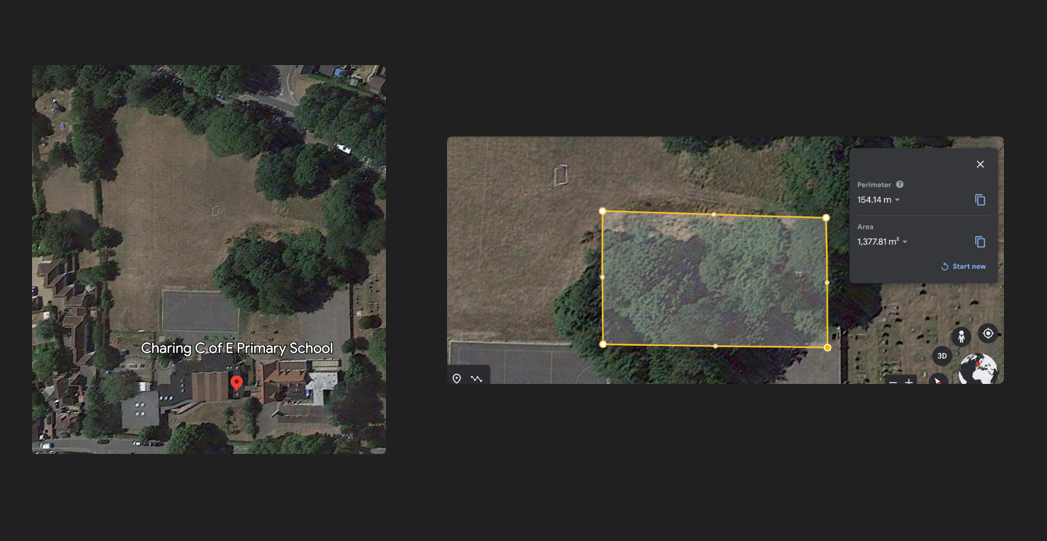 Charing C of E Primary School
Perimeter
154.14 m
Area
1,377.81 m²
Start new
3D